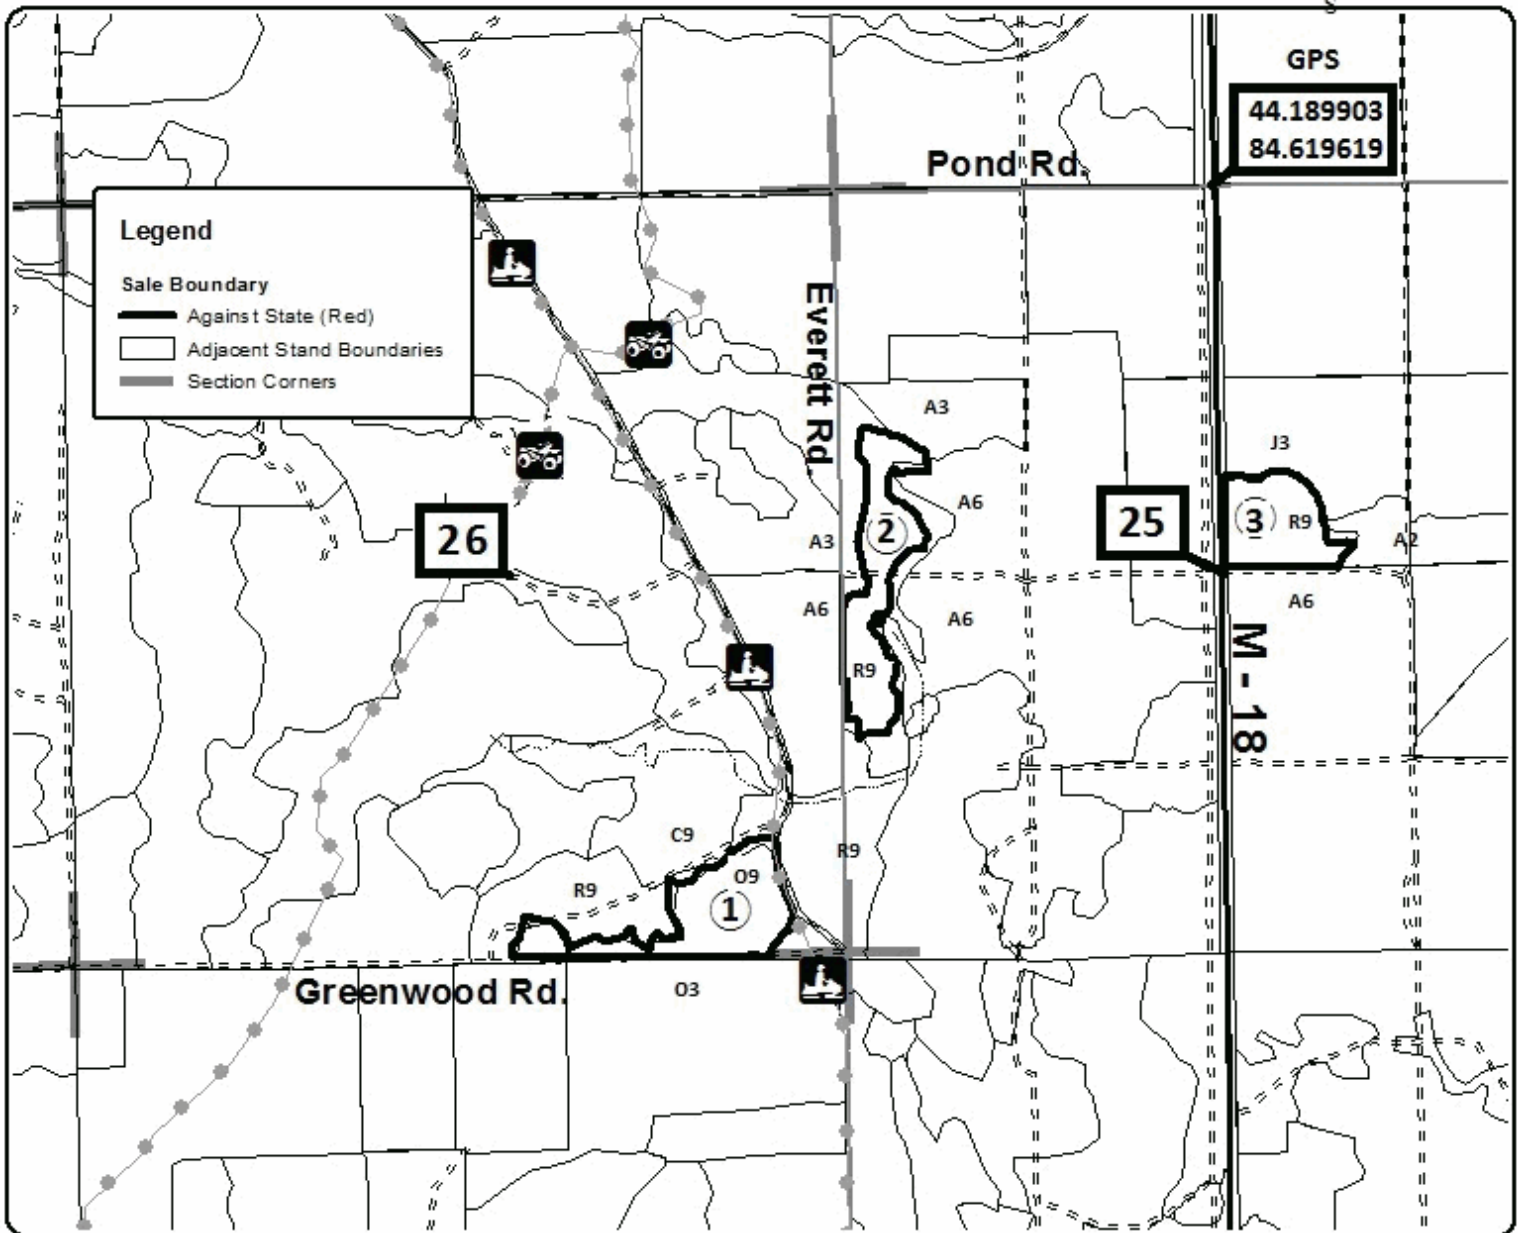 s
GPS
44.189903
84.619619
Pond Rd.
Legend
Sale Boundary
Against State (Red)
Adjacent Stand Boundaries
Section Corners
Everett Rd.
A3
J3
A6
25
3
R9
2
26
A3
A2
A6
A6
A6
M - 18
R9
C9
R9
R9
O9
1
Greenwood Rd.
O3